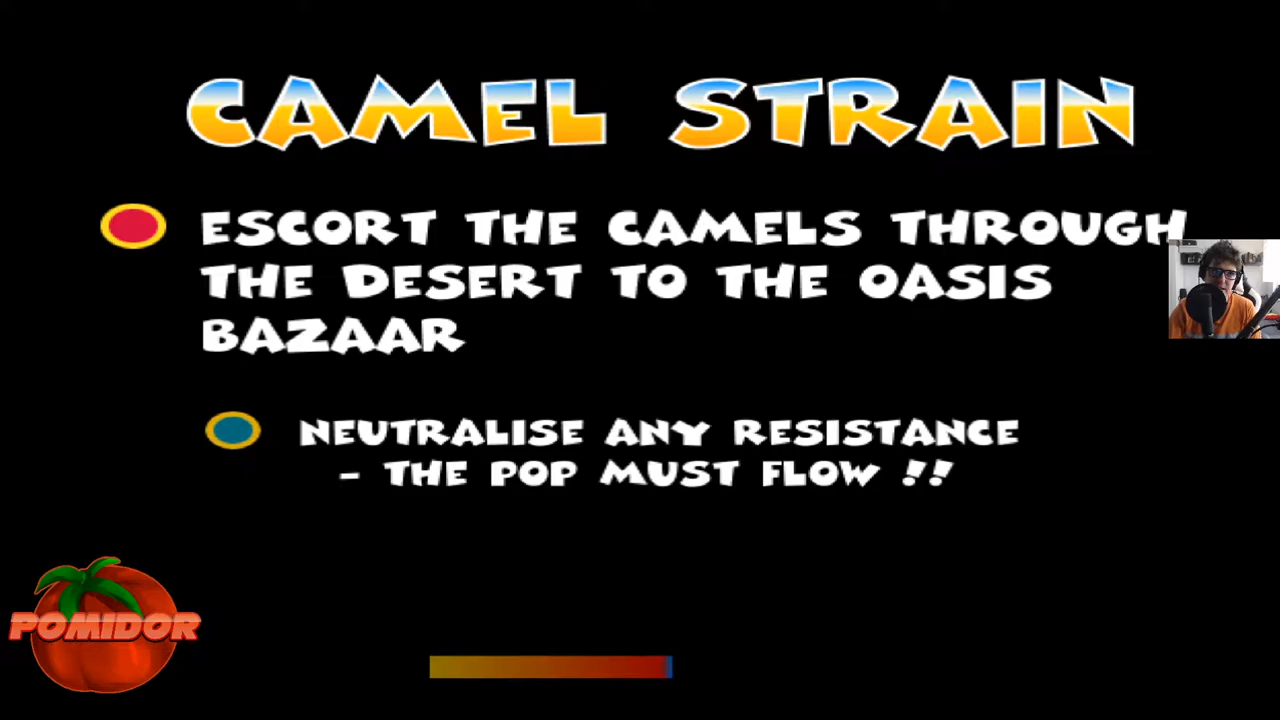 CAMEL STRAIN
ESCORT THE CAMELS THROUGH
THE DESERT TO THE OASIS
BAZAAR
NEUTRALISE ANY RESISTANCE
- THE POP MUST FLOW !!
POMIDOR